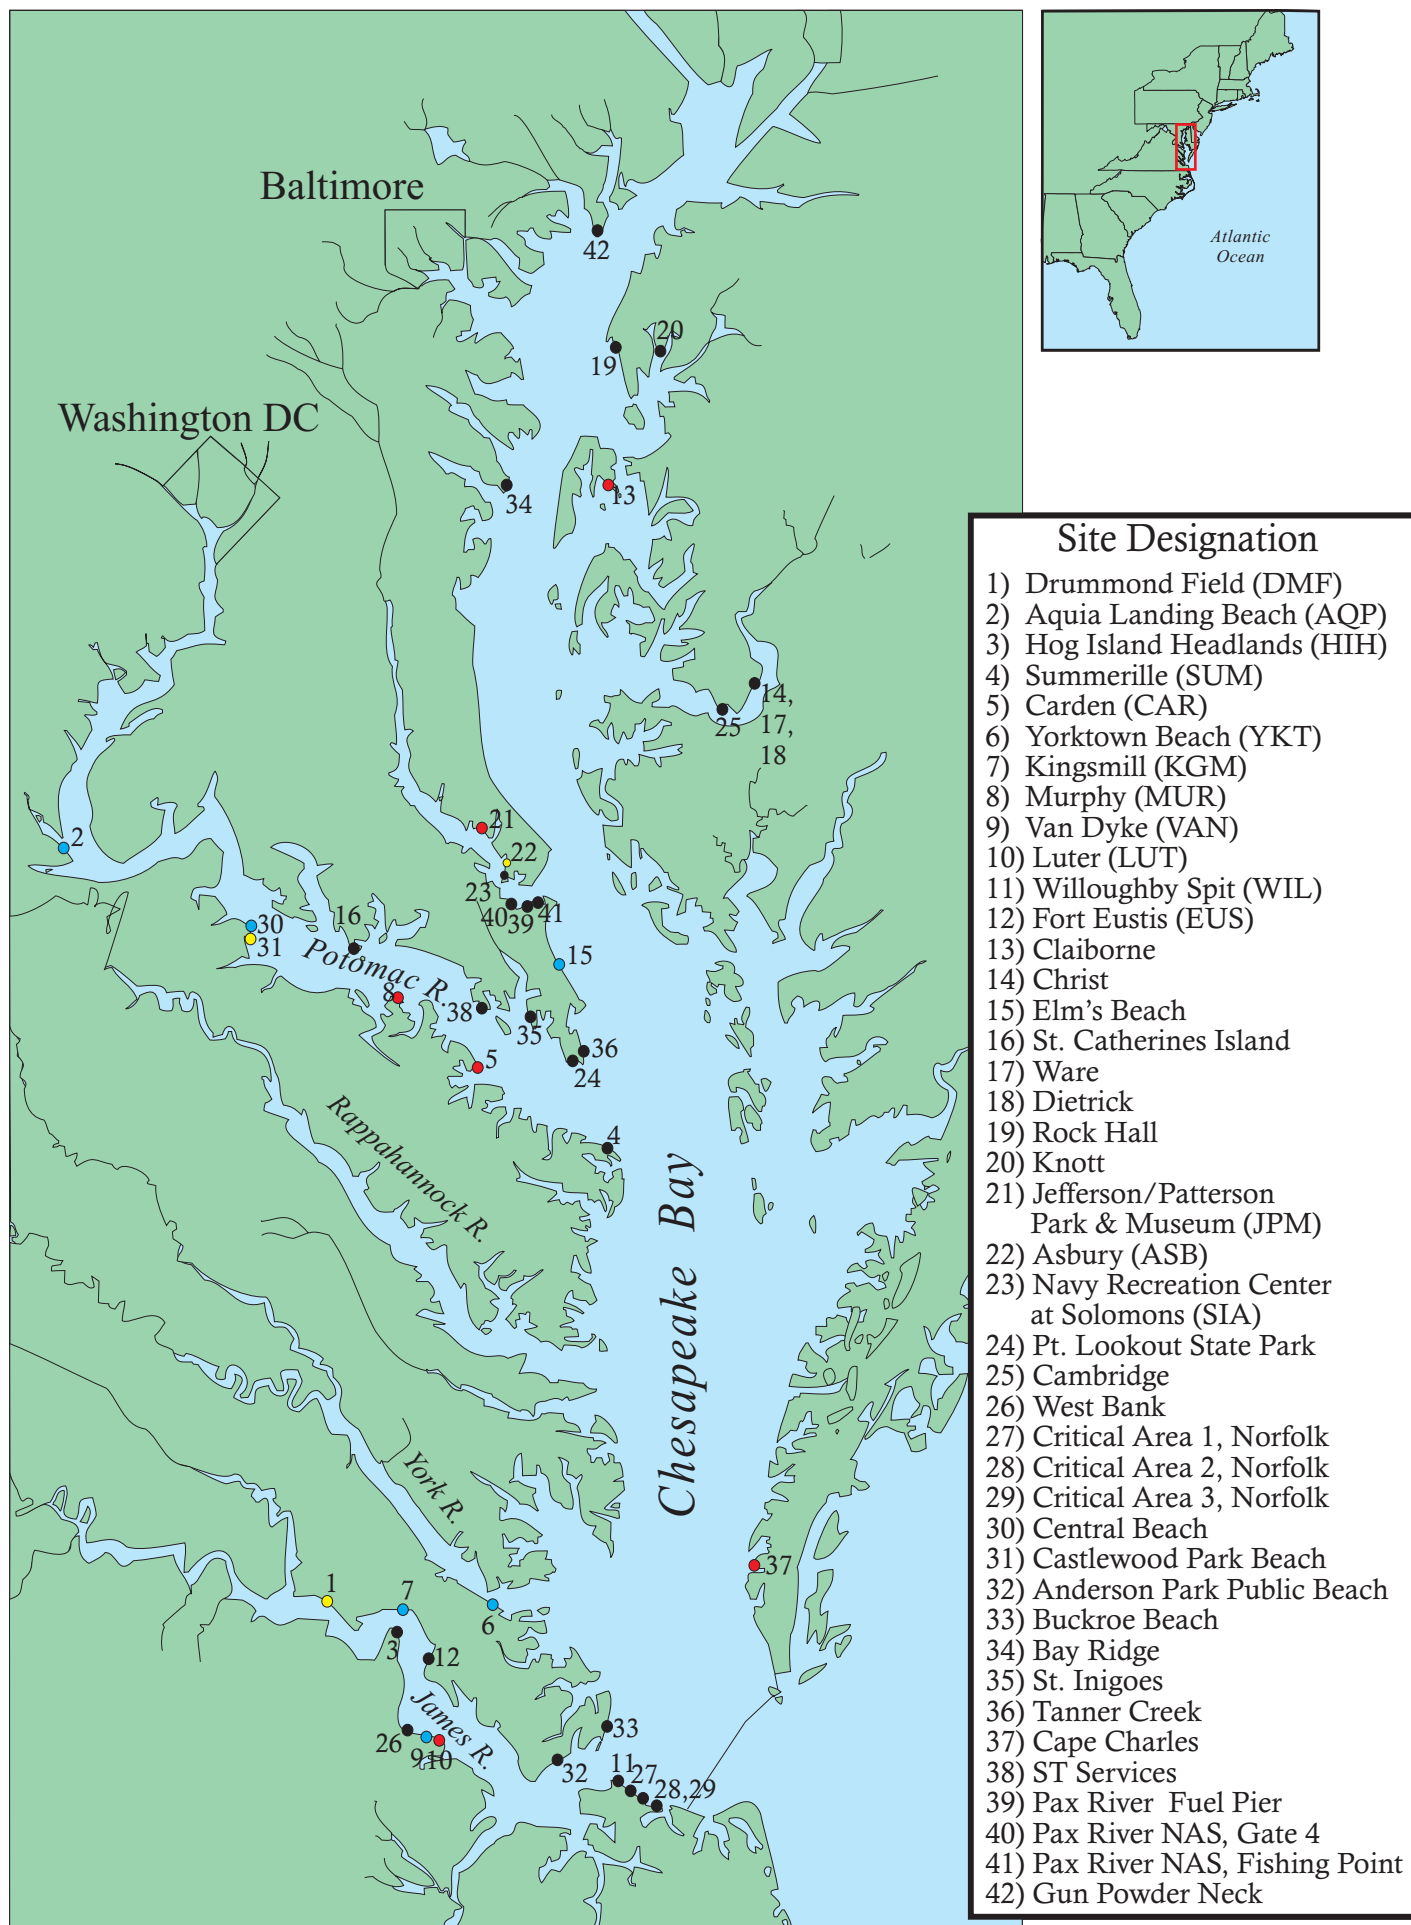 Baltimore
42
Atlantic
Ocean
20
19
Washington DC
34
13
Site Designation
1) Drummond Field (DMF)
2) Aquia Landing Beach (AQP)
3) Hog Island Headlands (HIH)
4) Summerille (SUM)
5) Carden (CAR)
6) Yorktown Beach (YKT)
7) Kingsmill (KGM)
8) Murphy (MUR)
9) Van Dyke (VAN)
10) Luter (LUT)
11) Willoughby Spit (WIL)
12) Fort Eustis (EUS)
13) Claiborne
14) Christ
15) Elm's Beach
16) St. Catherines Island
17) Ware
18) Dietrick
19) Rock Hall
20) Knott
21) Jefferson/Patterson
Park & Museum (JPM)
22) Asbury (ASB)
23) Navy Recreation Center
at Solomons (SIA)
24) Pt. Lookout State Park
25) Cambridge
26) West Bank
27) Critical Area 1, Norfolk
28) Critical Area 2, Norfolk
29) Critical Area 3, Norfolk
30) Central Beach
31) Castlewood Park Beach
32) Anderson Park Public Beach
33) Buckroe Beach
34) Bay Ridge
35) St. Inigoes
36) Tanner Creek
37) Cape Charles
38) ST Services
39) Pax River Fuel Pier
40) Pax River NAS, Gate 4
41) Pax River NAS, Fishing Point
42) Gun Powder Neck
14,
17,
18
25
21
2
22
23
40
39
41
16
30
31
15
Potomac R.
8
38
35
36
24
5
Rappahannock R.
4
Chesapeake Bay
York R.
37
1
7
6
3
12
James R.
26
9
10
33
32
11
27
28,29